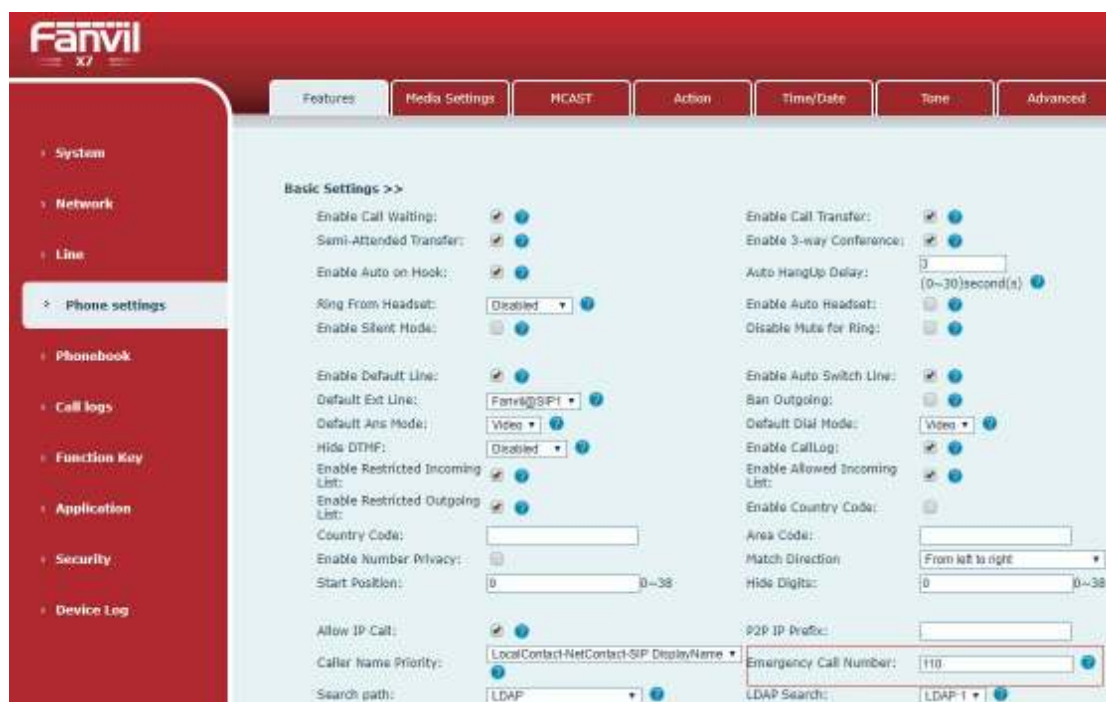 Fanvil
X7
Features Media Settings MCAST Action Time/Date Tone Advanced
System
Network
Line
Phone settings
Phonebook
Call logs
Function Key
Application
Security
Device Log
Basic Settings >>
Enable Call Waiting: Enable Call Transfer:
Semi-Attended Transfer: Enable 3-way Conference:
Enable Auto on Hook: Auto HangUp Delay: 3
(0~30)second(s)
Ring From Headset: Disabled Enable Auto Headset:
Enable Silent Mode: Disable Mute for Ring:
Enable Default Line: Enable Auto Switch Line:
Default Ext Line: Fanvil@SIP1 Ban Outgoing:
Default Ans Mode: Video Default Dial Mode: Video
Hide DTMF: Disabled Enable CallLog:
Enable Restricted Incoming List: Enable Allowed Incoming List:
Enable Restricted Outgoing List: Enable Country Code:
Country Code: Area Code:
Enable Number Privacy: Match Direction From left to right
Start Position: 0 0~38 Hide Digits: 0 0~38
Allow IP Call: P2P IP Prefix:
Caller Name Priority: LocalContact-NetContact-SIP DisplayName Emergency Call Number: 110
Search path: LDAP LDAP Search: LDAP 1